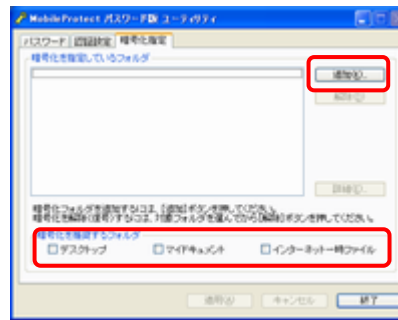 MobileProtect パスワード版 ユーティリティ
パスワード 認証設定 暗号化指定
暗号化を指定しているフォルダ
追加(A)...
解除(D)
詳細(D)...
暗号化フォルダを追加するには、[追加]ボタンを押してください。
暗号化を解除(復号)するには、対象フォルダを選んでから[解除]ボタンを押してください。
暗号化を推奨するフォルダ
デスクトップ マイドキュメント インターネット一時ファイル
適用(A) キャンセル 終了